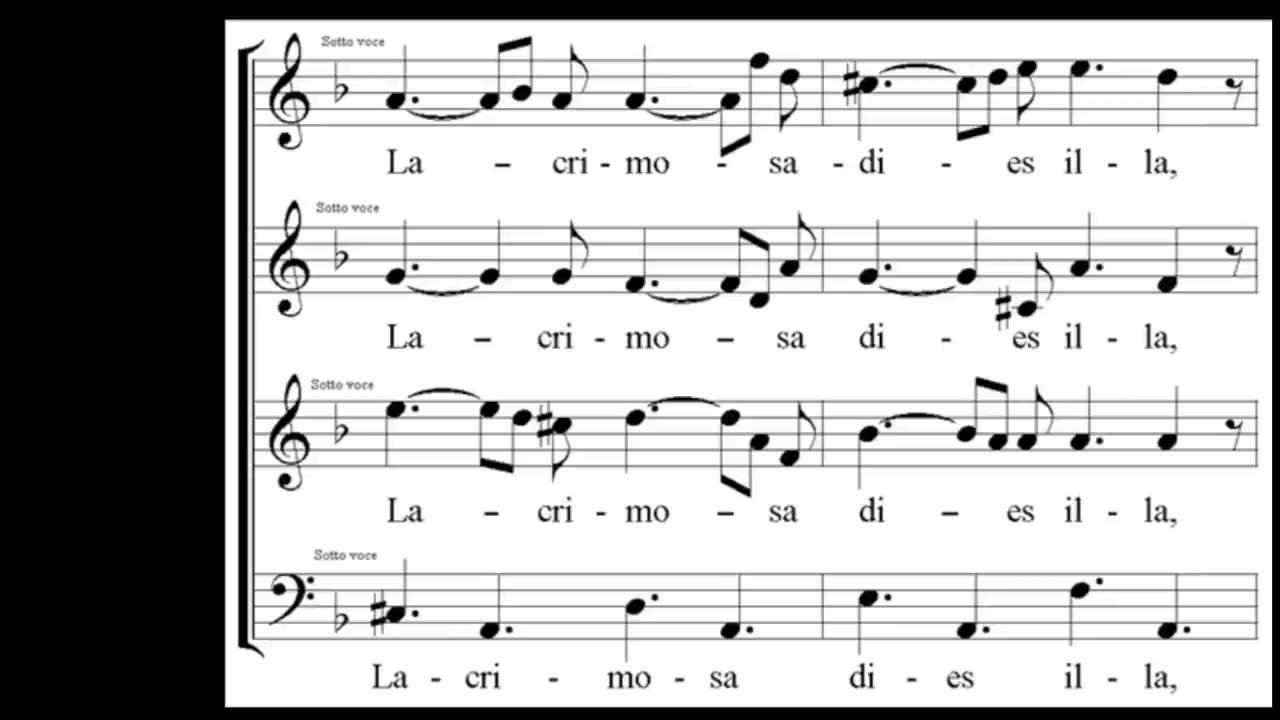 Sotto voce
La - cri - mo - sa - di - es il - la,
Sotto voce
La - cri - mo - sa di - es il - la,
Sotto voce
La - cri - mo - sa di - es il - la,
Sotto voce
La - cri - mo - sa di - es il - la,